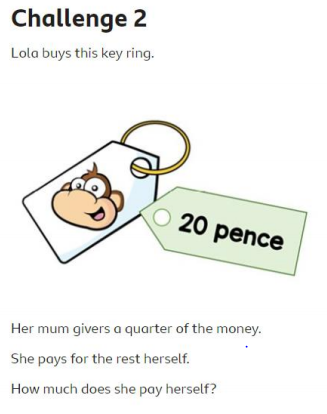 Challenge 2
Lola buys this key ring.
20 pence
Her mum givers a quarter of the money.
She pays for the rest herself.
How much does she pay herself?